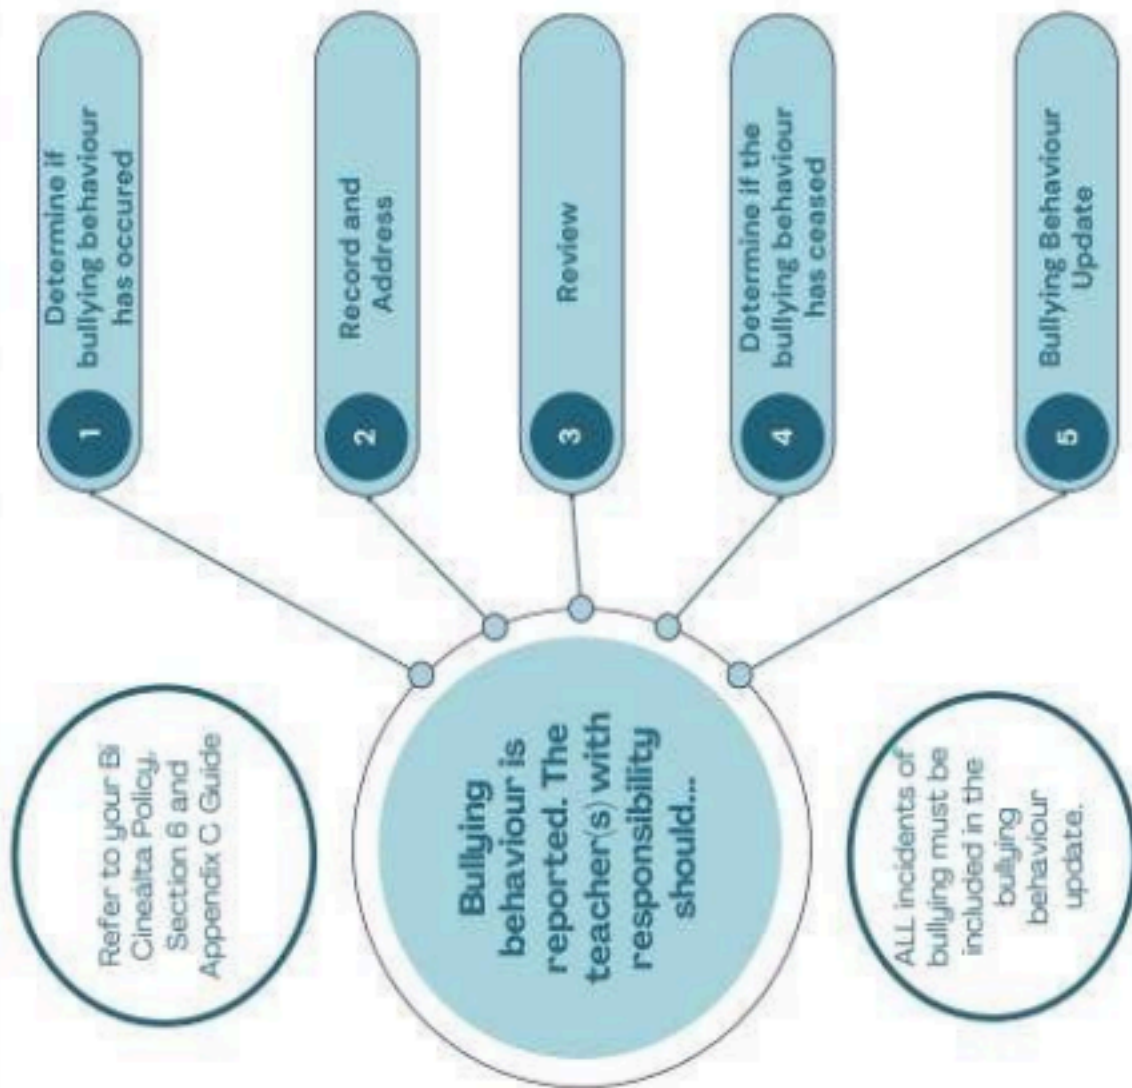 Refer to your Bí
Cinealta Policy,
Section 6 and
Appendix C Guide
Bullying
behaviour is
reported. The
teacher(s) with
responsibility
should...
ALL incidents of
bullying must be
included in the
bullying
behaviour
update.
1
Determine if
bullying behaviour
has occured
2
Record and
Address
3
Review
4
Determine if the
bullying behaviour
has ceased
5
Bullying Behaviour
Update